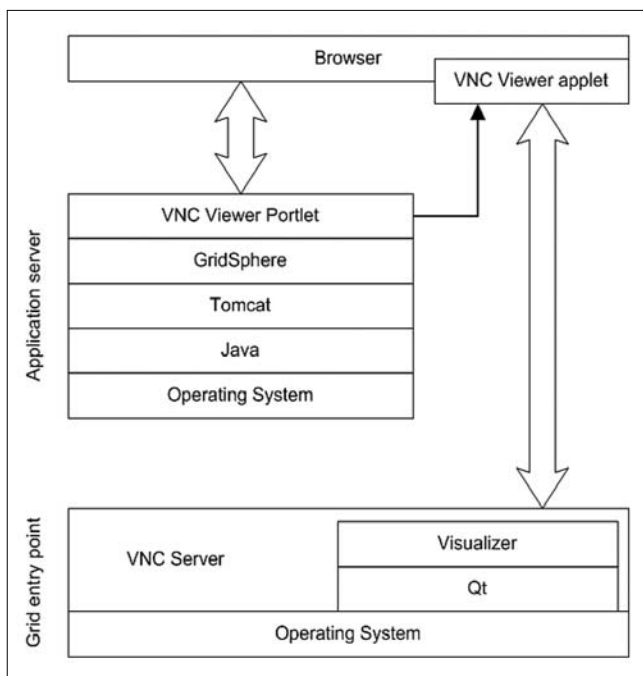 Browser
VNC Viewer applet
Application server
VNC Viewer Portlet
GridSphere
Tomcat
Java
Operating System
Grid entry point
VNC Server
Visualizer
Qt
Operating System